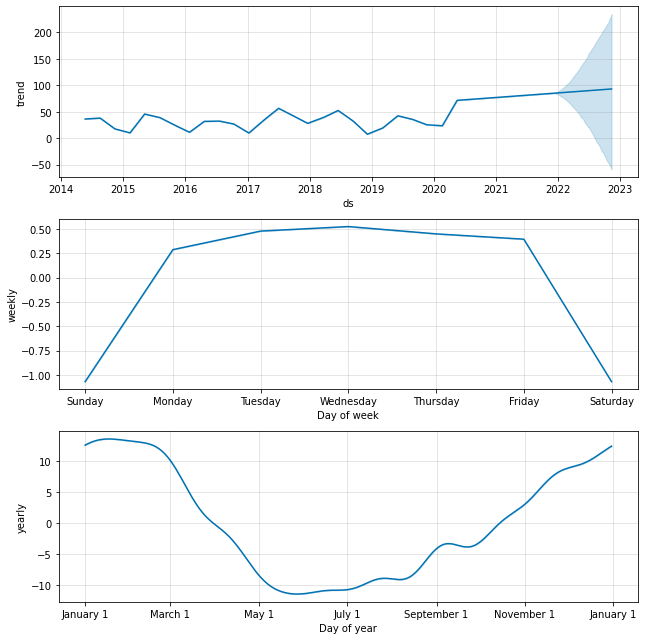 200
150
100
50
0
−50
trend
2014 2015 2016 2017 2018 2019 2020 2021 2022 2023
ds
0.50
0.25
0.00
−0.25
−0.50
−0.75
−1.00
weekly
Sunday Monday Tuesday Wednesday Thursday Friday Saturday
Day of week
10
5
0
−5
−10
yearly
January 1 March 1 May 1 July 1 September 1 November 1 January 1
Day of year